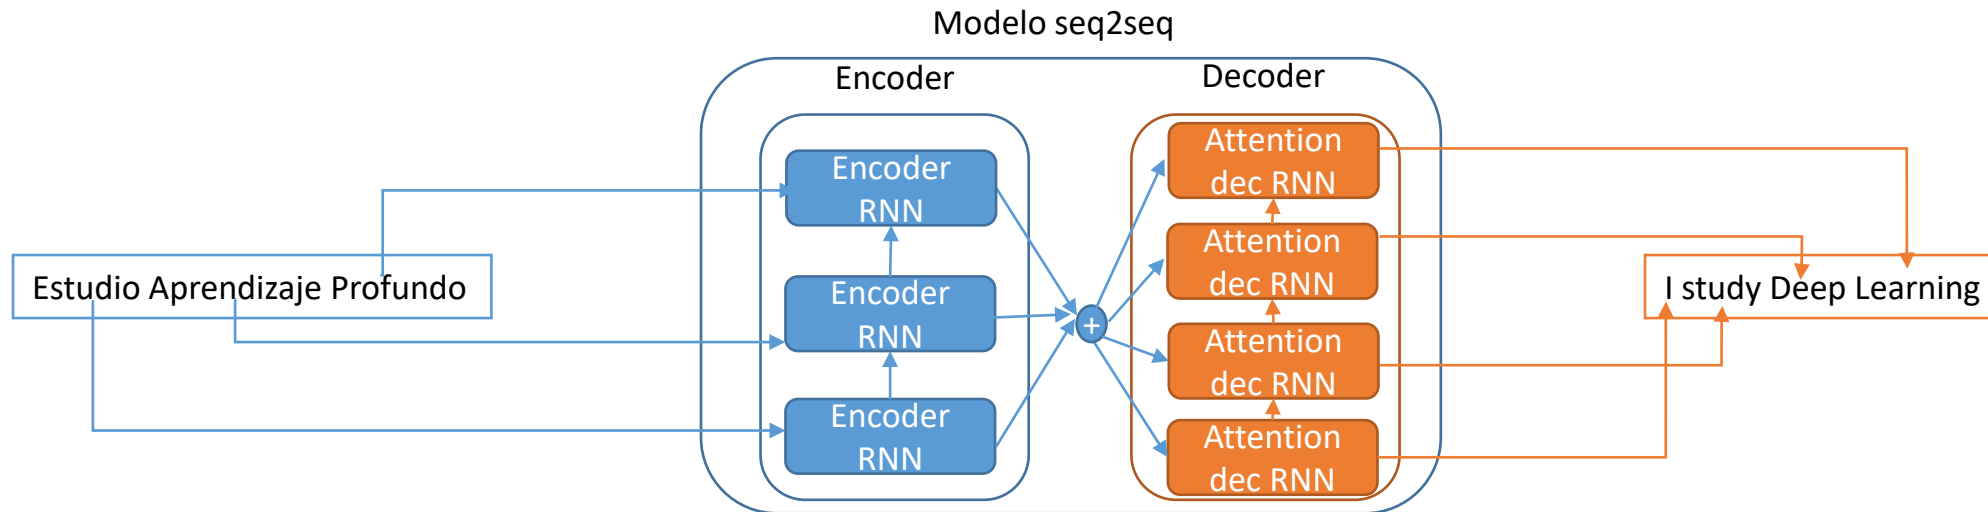 Modelo seq2seq
Encoder
Decoder
Estudio Aprendizaje Profundo
Encoder
RNN
Encoder
RNN
Encoder
RNN
+
Attention
dec RNN
Attention
dec RNN
Attention
dec RNN
Attention
dec RNN
I study Deep Learning